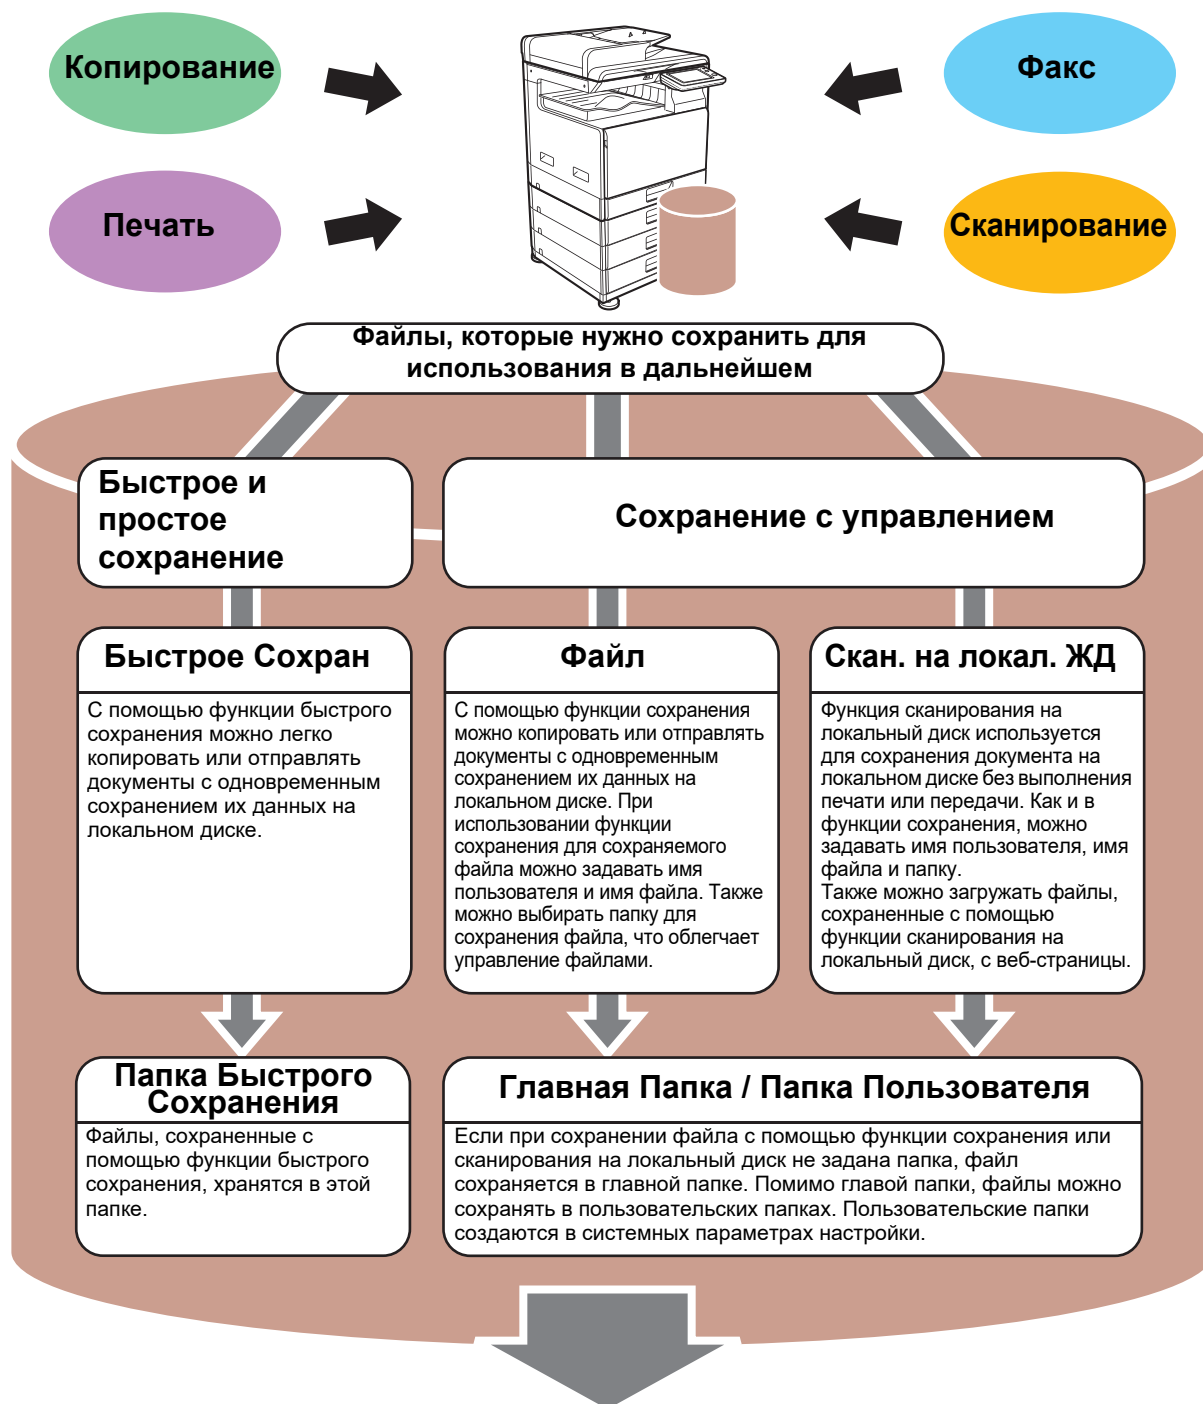 Копирование
Факс
Печать
Сканирование
Файлы, которые нужно сохранить для
использования в дальнейшем
Быстрое и
простое
сохранение
Сохранение с управлением
Быстрое Сохран
С помощью функции быстрого
сохранения можно легко
копировать или отправлять
документы с одновременным
сохранением их данных на
локальном диске.
Файл
С помощью функции сохранения
можно копировать или отправлять
документы с одновременным
сохранением их данных на
локальном диске. При
использовании функции
сохранения для сохраняемого
файла можно задавать имя
пользователя и имя файла. Также
можно выбирать папку для
сохранения файла, что облегчает
управление файлами.
Скан. на локал. ЖД
Функция сканирования на
локальный диск используется
для сохранения документа на
локальном диске без выполнения
печати или передачи. Как и в
функции сохранения, можно
задавать имя пользователя, имя
файла и папку.
Также можно загружать файлы,
сохраненные с помощью
функции сканирования на
локальный диск, с веб-страницы.
Папка Быстрого
Сохранения
Файлы, сохраненные с
помощью функции быстрого
сохранения, хранятся в этой
папке.
Главная Папка / Папка Пользователя
Если при сохранении файла с помощью функции сохранения или
сканирования на локальный диск не задана папка, файл
сохраняется в главной папке. Помимо главой папки, файлы можно
сохранять в пользовательских папках. Пользовательские папки
создаются в системных параметрах настройки.